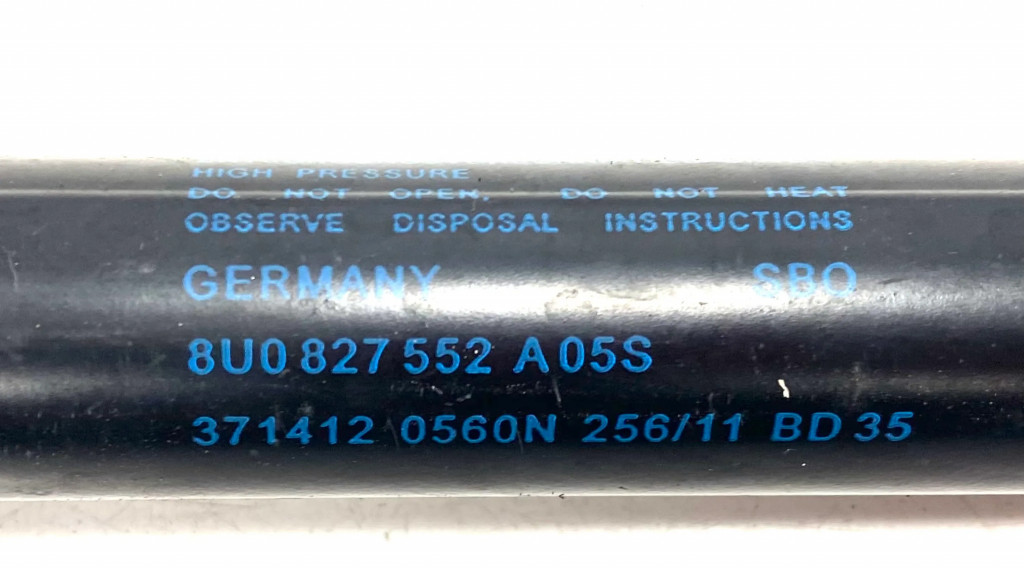 HIGH PRESSURE
DO NOT OPEN, DO NOT HEAT
OBSERVE DISPOSAL INSTRUCTIONS
GERMANY SBO
8U0 827 552 A 05S
371412 0560N 256/11 BD 35